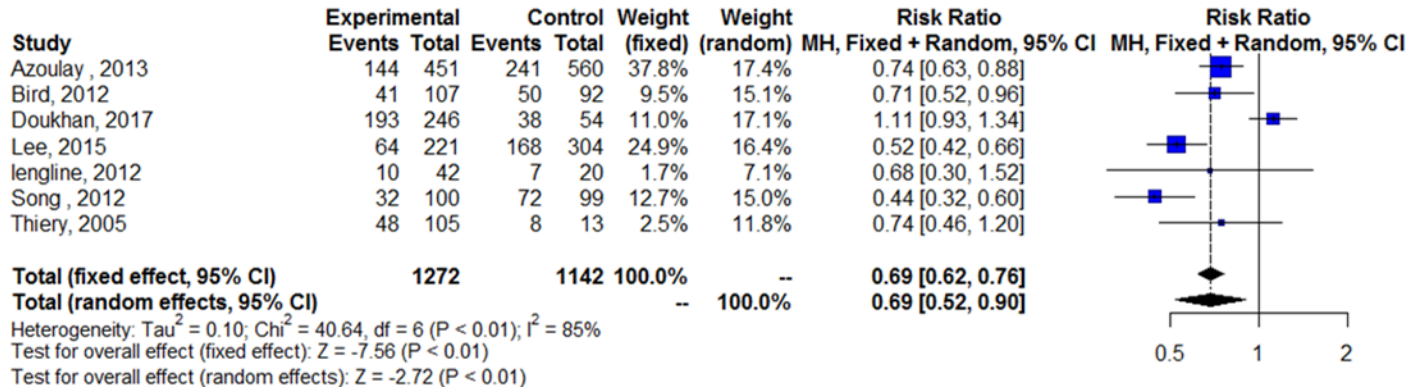 Experimental Control Weight Weight Risk Ratio Risk Ratio
Study Events Total Events Total (fixed) (random) MH, Fixed + Random, 95% CI MH, Fixed + Random, 95% CI
Azoulay , 2013 144 451 241 560 37.8% 17.4% 0.74 [0.63, 0.88]
Bird, 2012 41 107 50 92 9.5% 15.1% 0.71 [0.52, 0.96]
Doukhan, 2017 193 246 38 54 11.0% 17.1% 1.11 [0.93, 1.34]
Lee, 2015 64 221 168 304 24.9% 16.4% 0.52 [0.42, 0.66]
lengline, 2012 10 42 7 20 1.7% 7.1% 0.68 [0.30, 1.52]
Song , 2012 32 100 72 99 12.7% 15.0% 0.44 [0.32, 0.60]
Thiery, 2005 48 105 8 13 2.5% 11.8% 0.74 [0.46, 1.20]
Total (fixed effect, 95% CI) 1272 1142 100.0% -- 0.69 [0.62, 0.76]
Total (random effects, 95% CI) -- 100.0% 0.69 [0.52, 0.90]
Heterogeneity: Tau² = 0.10; Chi² = 40.64, df = 6 (P < 0.01); I² = 85%
Test for overall effect (fixed effect): Z = -7.56 (P < 0.01)
Test for overall effect (random effects): Z = -2.72 (P < 0.01)
0.5 1 2